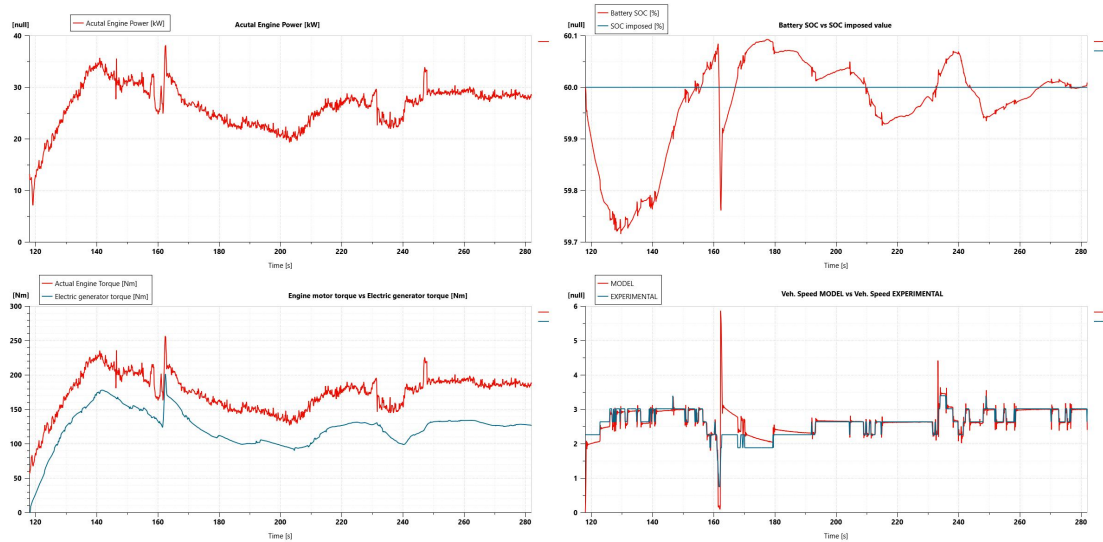 Acutal Engine Power [kW]
[null]
Acutal Engine Power [kW]
40
30
20
10
0
120 140 160 180 200 220 240 260 280
Time [s]
Battery SOC [%]
SOC imposed [%]
[null]
Battery SOC vs SOC imposed value
60.1
60.0
59.9
59.8
59.7
120 140 160 180 200 220 240 260 280
Time [s]
Actual Engine Torque [Nm]
Electric generator torque [Nm]
[Nm]
Engine motor torque vs Electric generator torque [Nm]
300
250
200
150
100
50
0
120 140 160 180 200 220 240 260 280
Time [s]
MODEL
EXPERIMENTAL
[null]
Veh. Speed MODEL vs Veh. Speed EXPERIMENTAL
6
5
4
3
2
1
0
120 140 160 180 200 220 240 260 280
Time [s]